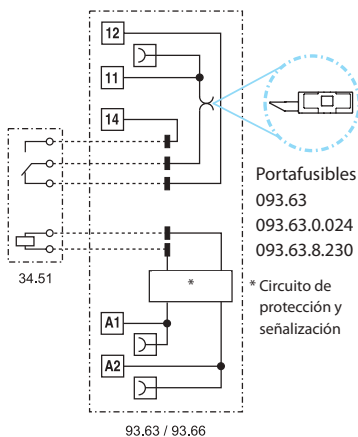 12
11
14
34.51
*
A1
A2
93.63 / 93.66
Portafusibles
093.63
093.63.0.024
093.63.8.230
* Circuito de
protección y
señalización